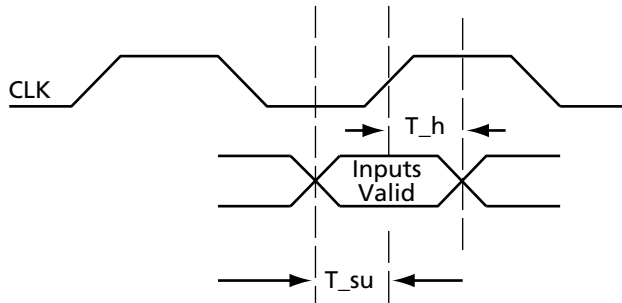 CLK
T_h
Inputs
Valid
T_su